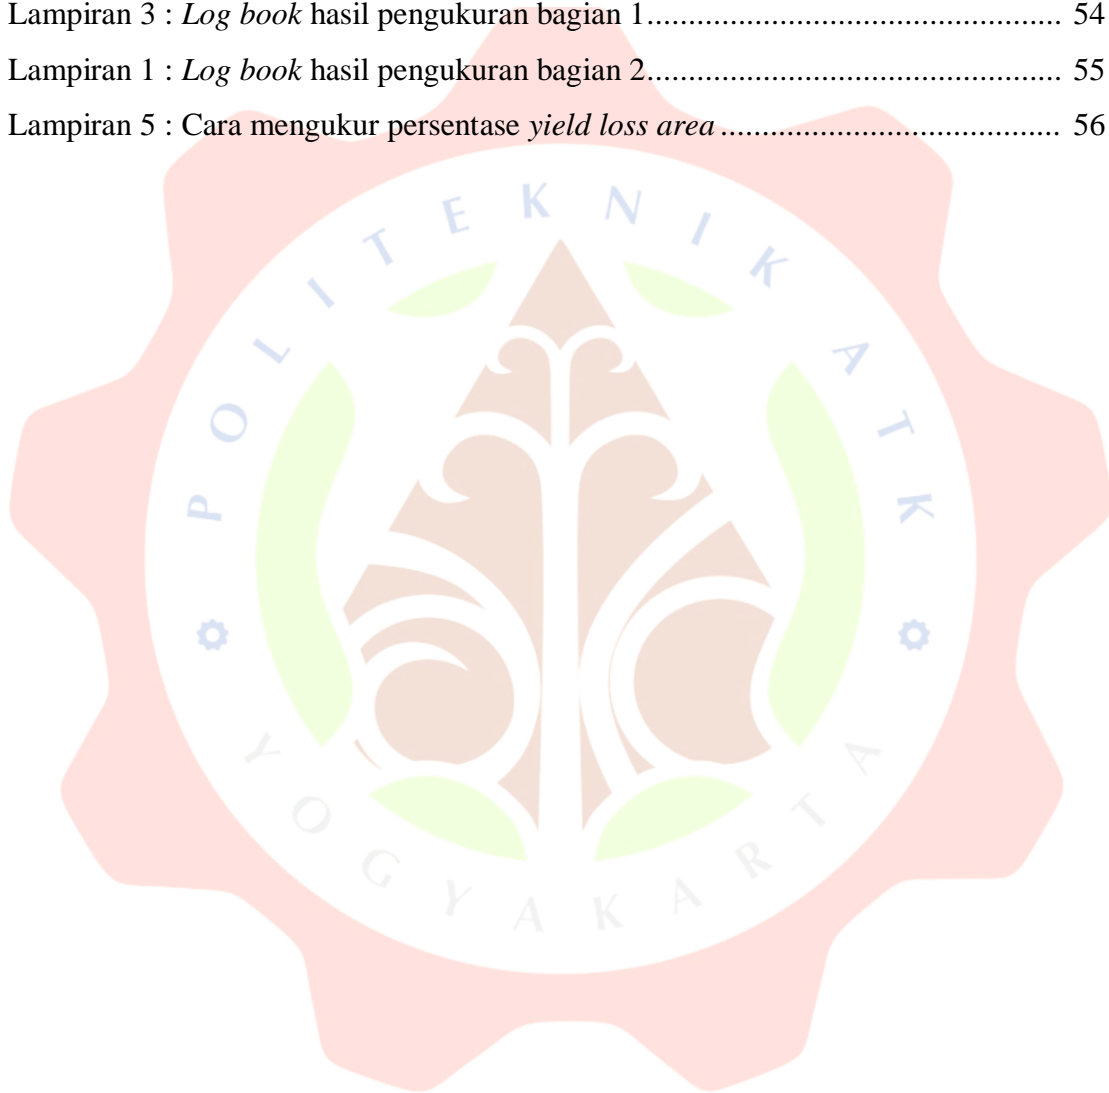 Lampiran 3 : Log book hasil pengukuran bagian 1.................................................. 54
Lampiran 1 : Log book hasil pengukuran bagian 2.................................................. 55
Lampiran 5 : Cara mengukur persentase yield loss area ......................................... 56
POLITEKNIK ATK
YOGYAKARTA